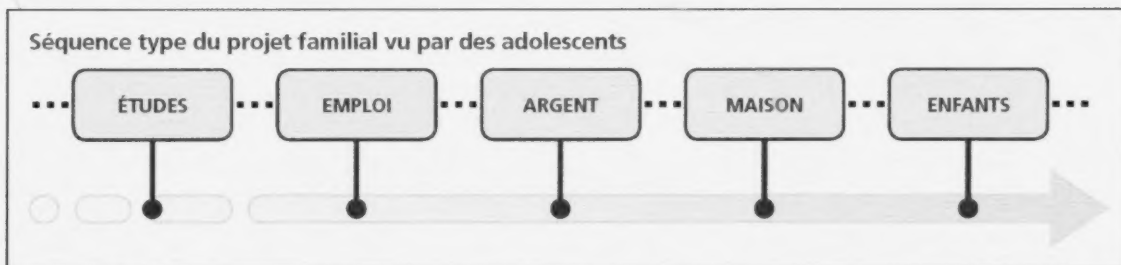 Séquence type du projet familial vu par des adolescents
ÉTUDES
EMPLOI
ARGENT
MAISON
ENFANTS